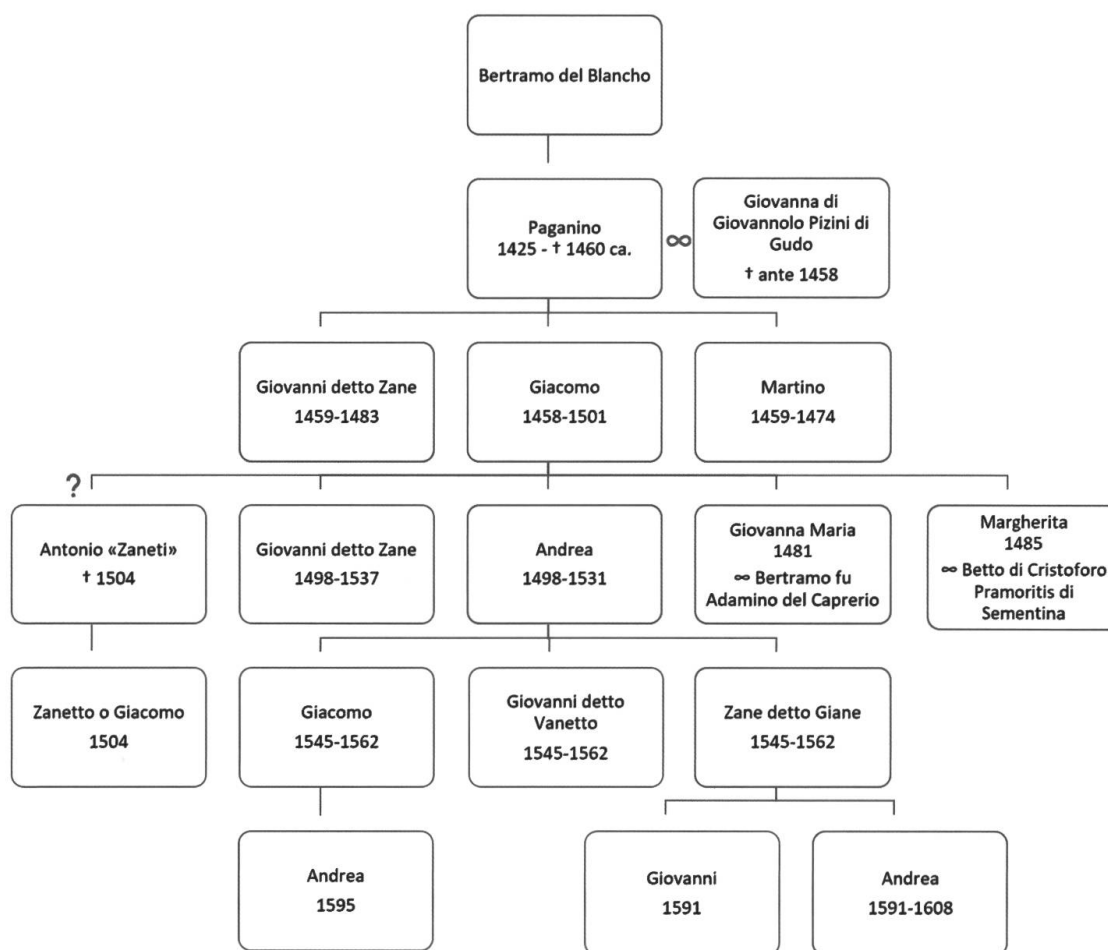 Bertramo del Blancho
Paganino
1425 - † 1460 ca.
∞
Giovanna di
Giovannolo Pizini di
Gudo
† ante 1458
Giovanni detto Zane
1459-1483
Giacomo
1458-1501
Martino
1459-1474
?
Antonio «Zaneti»
† 1504
Giovanni detto Zane
1498-1537
Andrea
1498-1531
Giovanna Maria
1481
∞ Bertramo fu
Adamino del Caprerio
Margherita
1485
∞ Betto di Cristoforo
Pramoritis di
Sementina
Zanetto o Giacomo
1504
Giacomo
1545-1562
Giovanni detto
Vanetto
1545-1562
Zane detto Giane
1545-1562
Andrea
1595
Giovanni
1591
Andrea
1591-1608